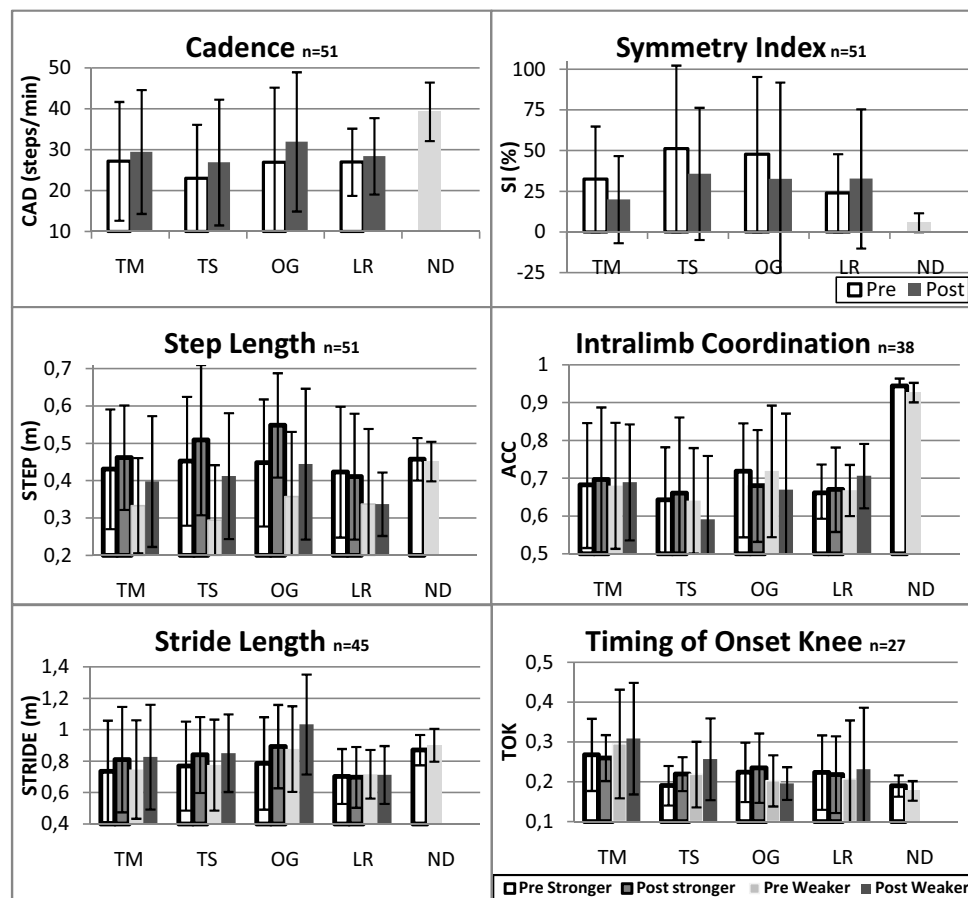 Cadence n=51
CAD (steps/min)
50
40
30
20
10
TM TS OG LR ND
Symmetry Index n=51
SI (%)
100
75
50
25
0
-25
TM TS OG LR ND
Pre Post
Step Length n=51
STEP (m)
0,7
0,6
0,5
0,4
0,3
0,2
TM TS OG LR ND
Intralimb Coordination n=38
ACC
1
0,9
0,8
0,7
0,6
0,5
TM TS OG LR ND
Stride Length n=45
STRIDE (m)
1,4
1,2
1
0,8
0,6
0,4
TM TS OG LR ND
Timing of Onset Knee n=27
TOK
0,5
0,4
0,3
0,2
0,1
TM TS OG LR ND
Pre Stronger Post stronger Pre Weaker Post Weaker